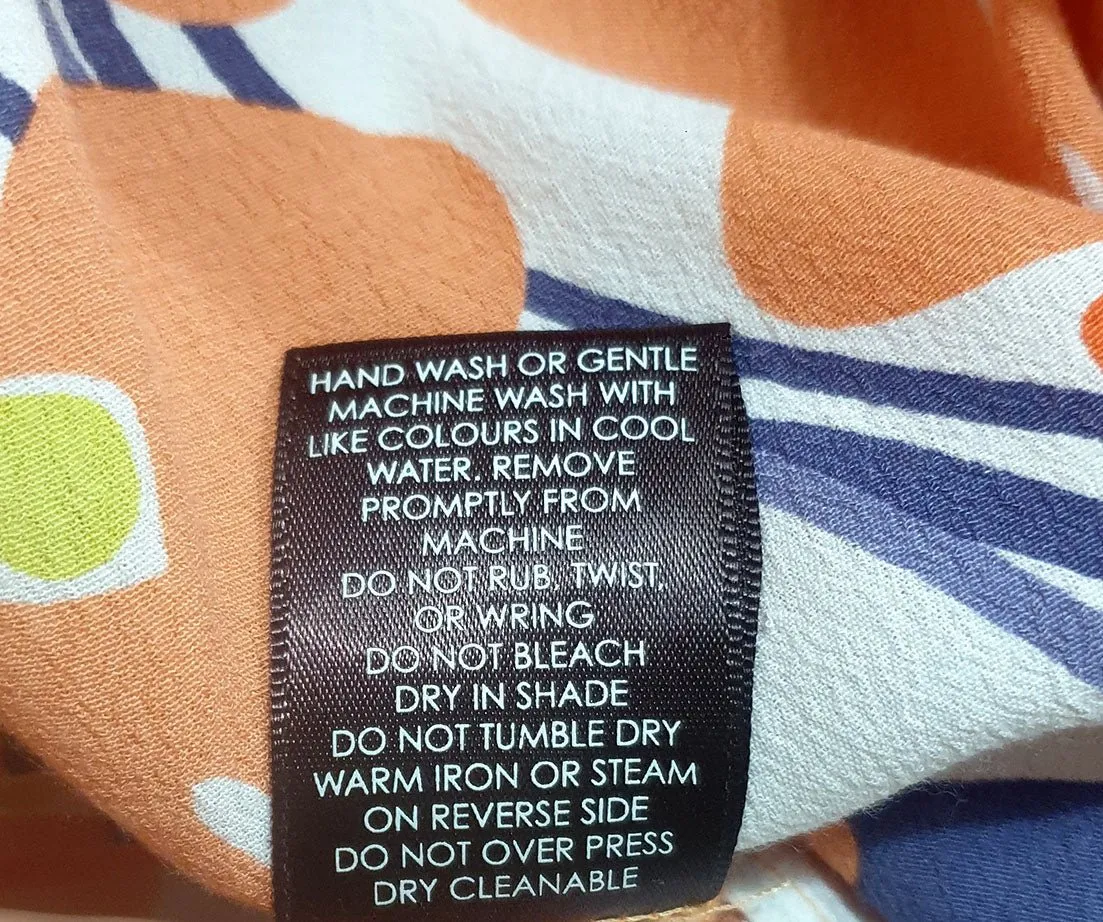 HAND WASH OR GENTLE
MACHINE WASH WITH
LIKE COLOURS IN COOL
WATER. REMOVE
PROMPTLY FROM
MACHINE
DO NOT RUB, TWIST,
OR WRING
DO NOT BLEACH
DRY IN SHADE
DO NOT TUMBLE DRY
WARM IRON OR STEAM
ON REVERSE SIDE
DO NOT OVER PRESS
DRY CLEANABLE